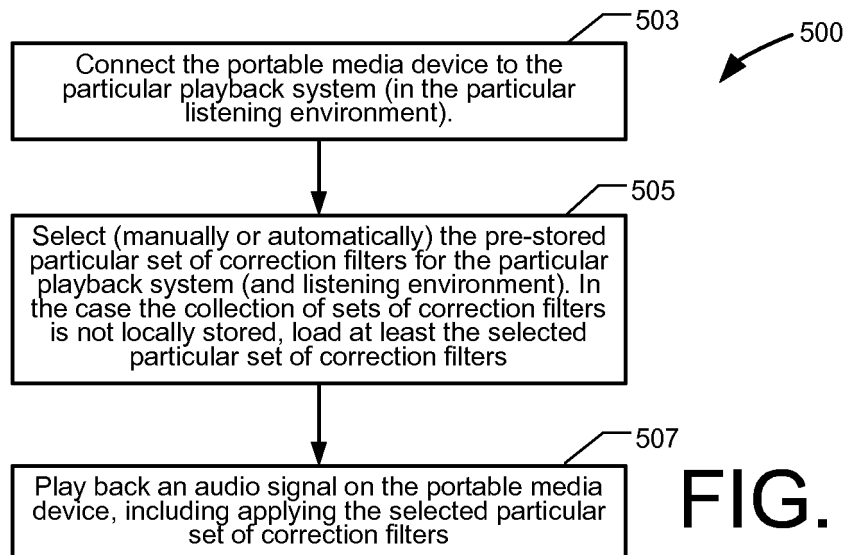 503
500
Connect the portable media device to the
particular playback system (in the particular
listening environment).
505
Select (manually or automatically) the pre-stored
particular set of correction filters for the particular
playback system (and listening environment). In
the case the collection of sets of correction filters
is not locally stored, load at least the selected
particular set of correction filters
507
Play back an audio signal on the portable media
device, including applying the selected particular
set of correction filters
FIG.